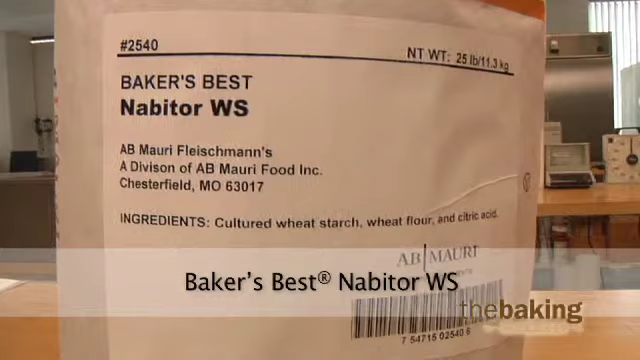 #2540
NT WT: 25 lb/11.3 kg
BAKER'S BEST
Nabitor WS
AB Mauri Fleischmann's
A Division of AB Mauri Food Inc.
Chesterfield, MO 63017
INGREDIENTS: Cultured wheat starch, wheat flour, and citric acid.
AB MAURI
Baker's Best® Nabitor WS
thebaking
7 54715 02540 6